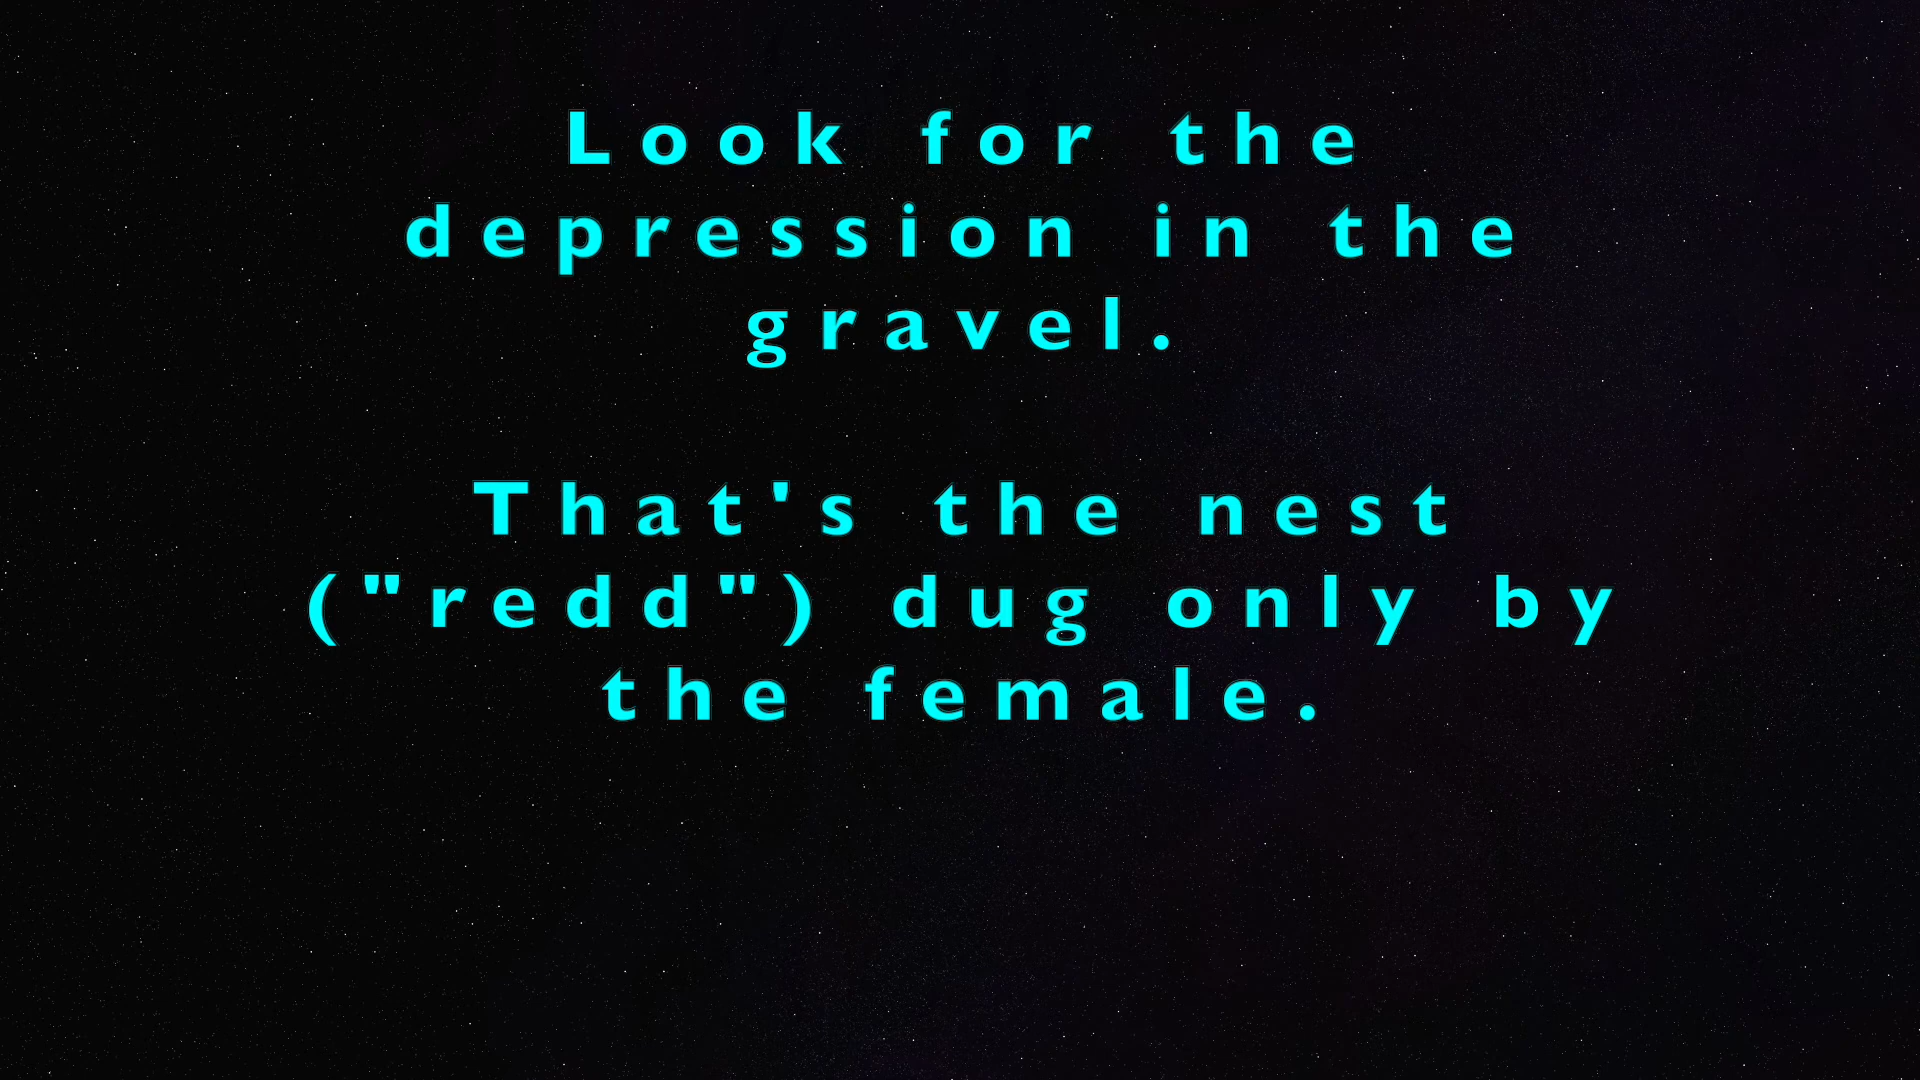 Look for the
depression in the
gravel.
That's the nest
("redd") dug only by
the female.